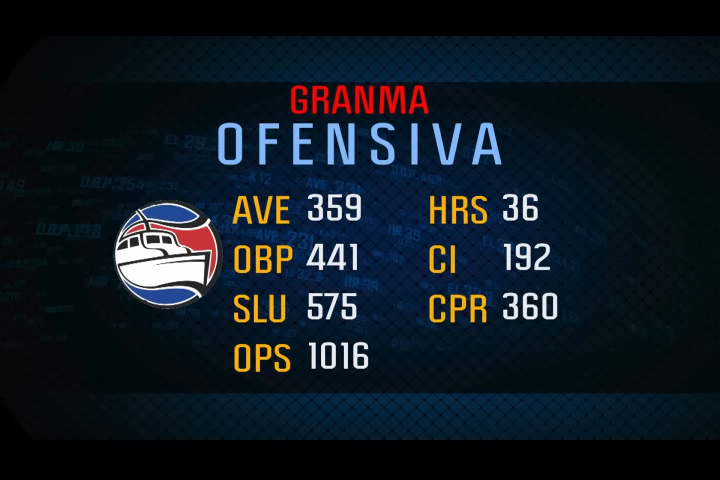 GRANMA
OFENSIVA
AVE 359 HRS 36
OBP 441 CI 192
SLU 575 CPR 360
OPS 1016